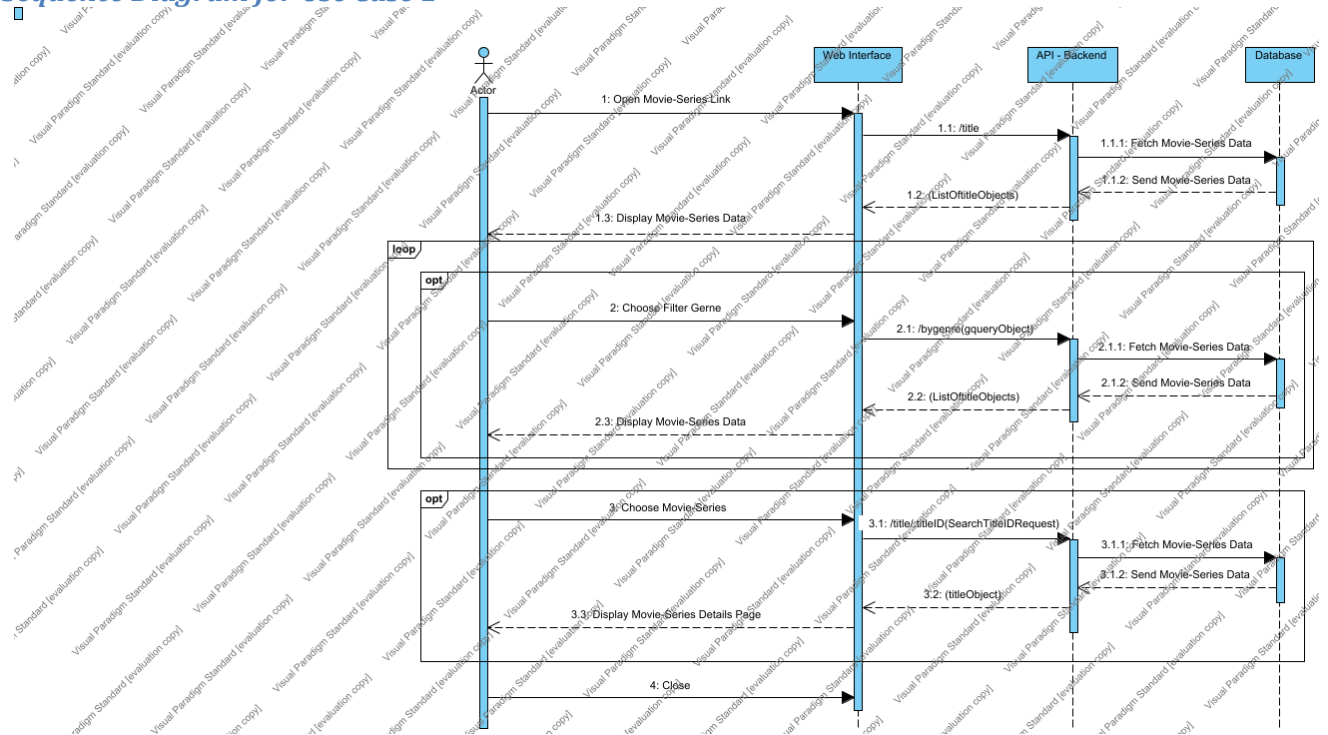 Sequence Diagram for Use Case
Web Interface
API - Backend
Database
Actor
1: Open Movie-Series Link
1.1: /title
1.1.1: Fetch Movie-Series Data
1.1.2: Send Movie-Series Data
1.2: (ListOftitleObjects)
1.3: Display Movie-Series Data
loop
opt
2: Choose Filter Gerne
2.1: /bygenre(gqueryObject)
2.1.1: Fetch Movie-Series Data
2.1.2: Send Movie-Series Data
2.2: (ListOftitleObjects)
2.3: Display Movie-Series Data
opt
3: Choose Movie-Series
3.1: /title/:titleID(SearchTitleIDRequest)
3.1.1: Fetch Movie-Series Data
3.1.2: Send Movie-Series Data
3.2: (titleObject)
3.3: Display Movie-Series Details Page
4: Close
Visual Paradigm Standard [evaluation copy]